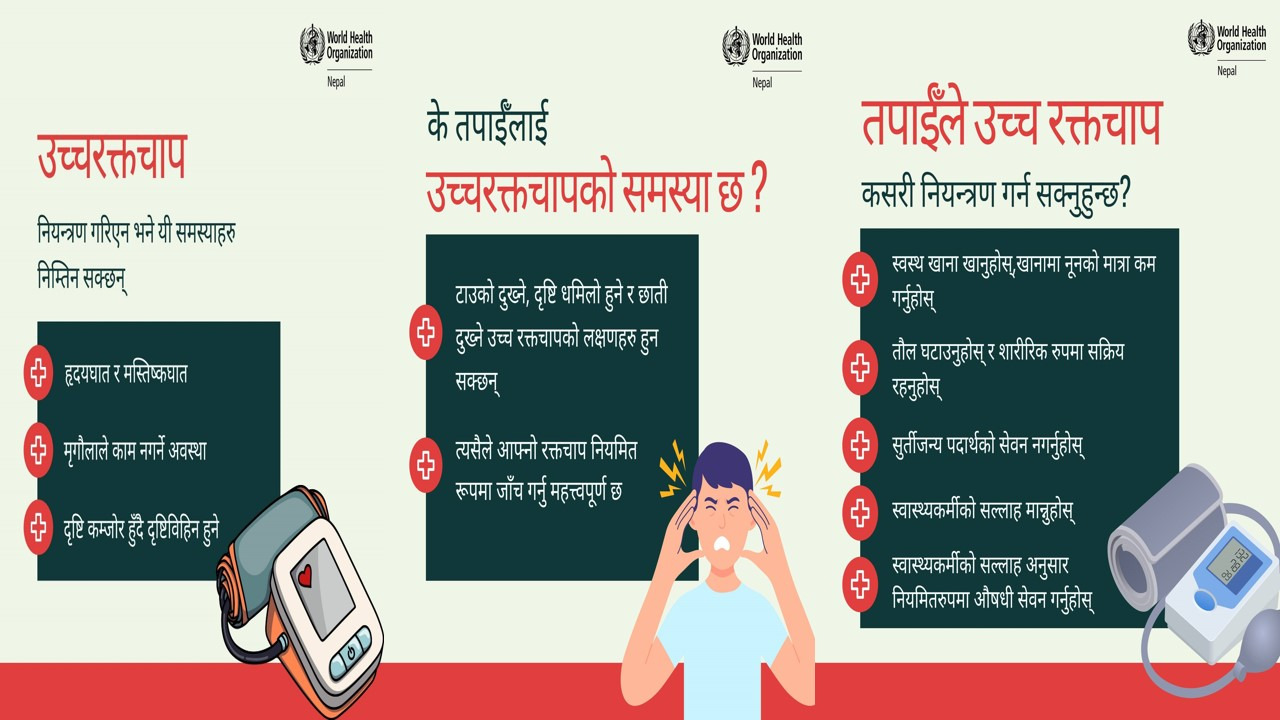 World Health
Organization
Nepal
उच्चरक्तचाप
नियन्त्रण गरिएन भने यी समस्याहरु
निम्तिन सक्छन्
हृदयघात र मस्तिष्कघात
मृगौलाले काम नगर्ने अवस्था
दृष्टि कम्जोर हुँदै दृष्टिविहिन हुने
World Health
Organization
Nepal
के तपाईँलाई
उच्चरक्तचापको समस्या छ ?
टाउको दुख्ने, दृष्टि धमिलो हुने र छाती
दुख्ने उच्च रक्तचापको लक्षणहरु हुन
सक्छन्
त्यसैले आफ्नो रक्तचाप नियमित
रूपमा जाँच गर्नु महत्त्वपूर्ण छ
World Health
Organization
Nepal
तपाईँले उच्च रक्तचाप
कसरी नियन्त्रण गर्न सक्नुहुन्छ?
स्वस्थ खाना खानुहोस्,खानामा नूनको मात्रा कम
गर्नुहोस्
तौल घटाउनुहोस् र शारीरिक रुपमा सक्रिय
रहनुहोस्
सुर्तीजन्य पदार्थको सेवन नगर्नुहोस्
स्वास्थ्यकर्मीको सल्लाह मान्नुहोस्
स्वास्थ्यकर्मीको सल्लाह अनुसार
नियमितरुपमा औषधी सेवन गर्नुहोस्